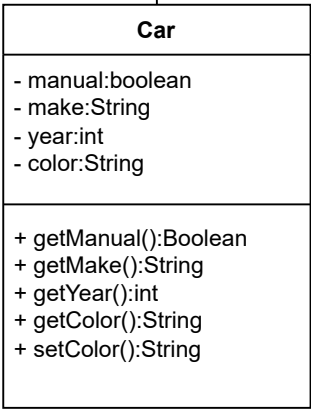 Car
- manual:boolean
- make:String
- year:int
- color:String
+ getManual():Boolean
+ getMake():String
+ getYear():int
+ getColor():String
+ setColor():String